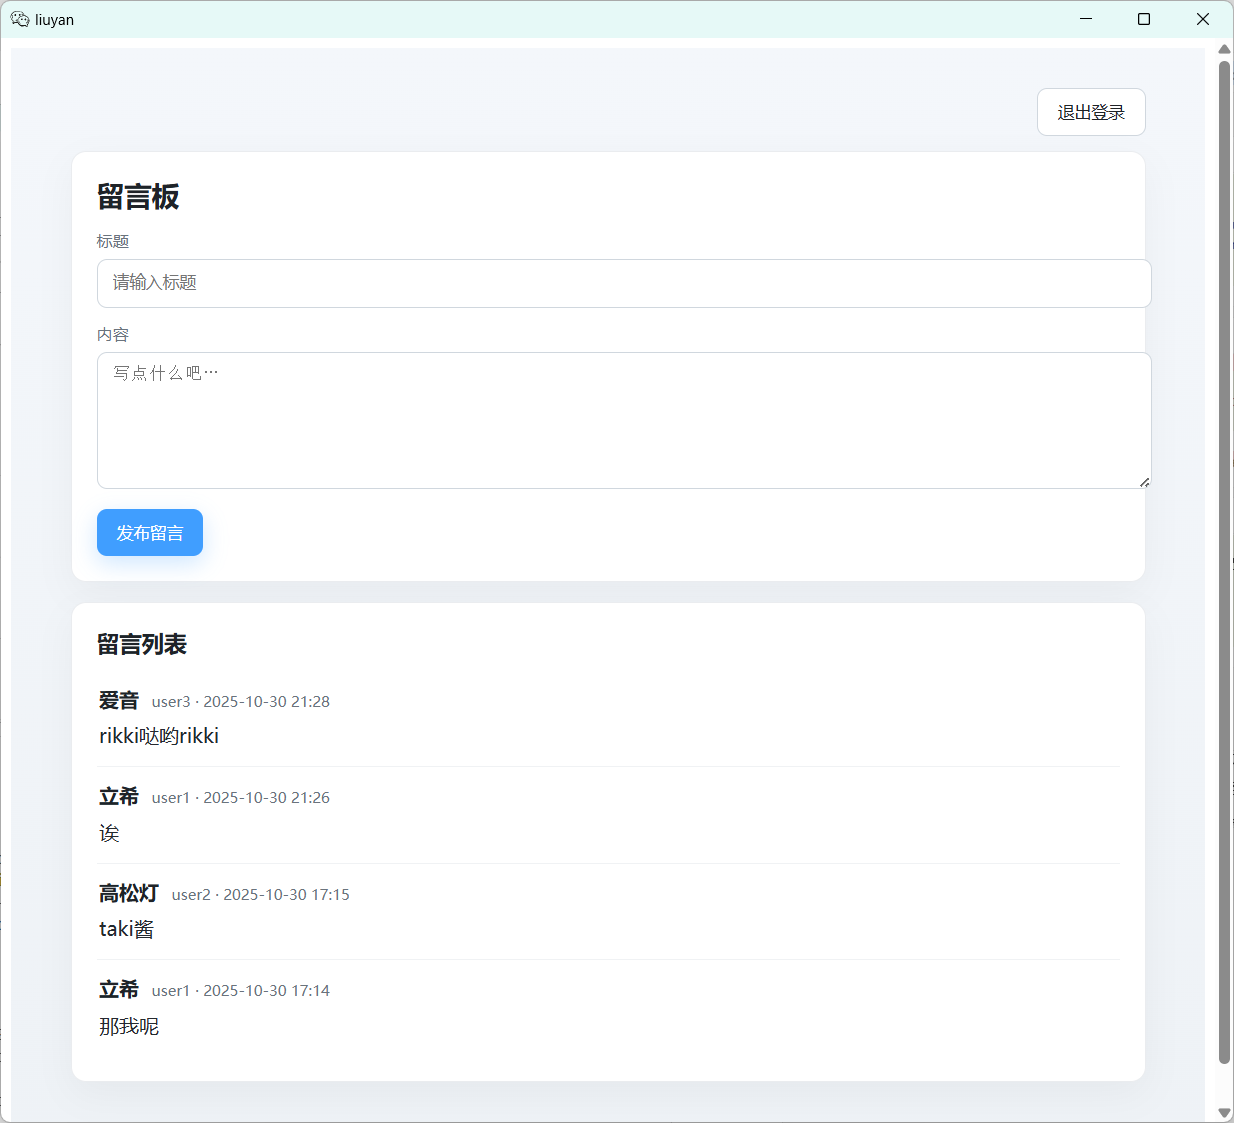 liuyan
退出登录
留言板
标题
请输入标题
内容
写点什么吧…
发布留言
留言列表
爱音 user3 · 2025-10-30 21:28
rikki哒哟rikki
立希 user1 · 2025-10-30 21:26
诶
高松灯 user2 · 2025-10-30 17:15
taki酱
立希 user1 · 2025-10-30 17:14
那我呢